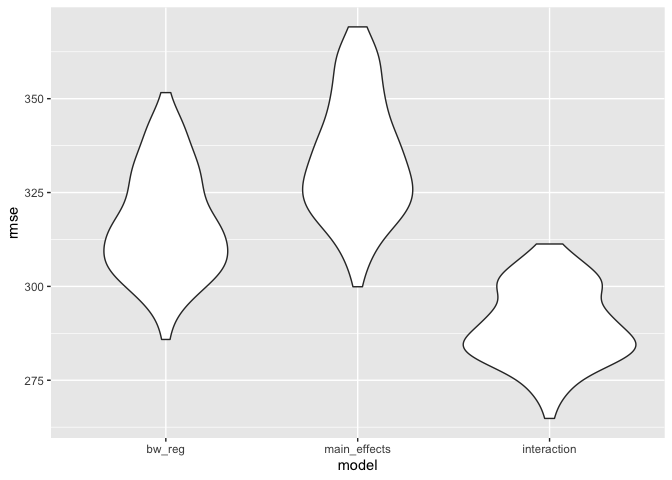 rmse
350
325
300
275
bw_reg
main_effects
interaction
model